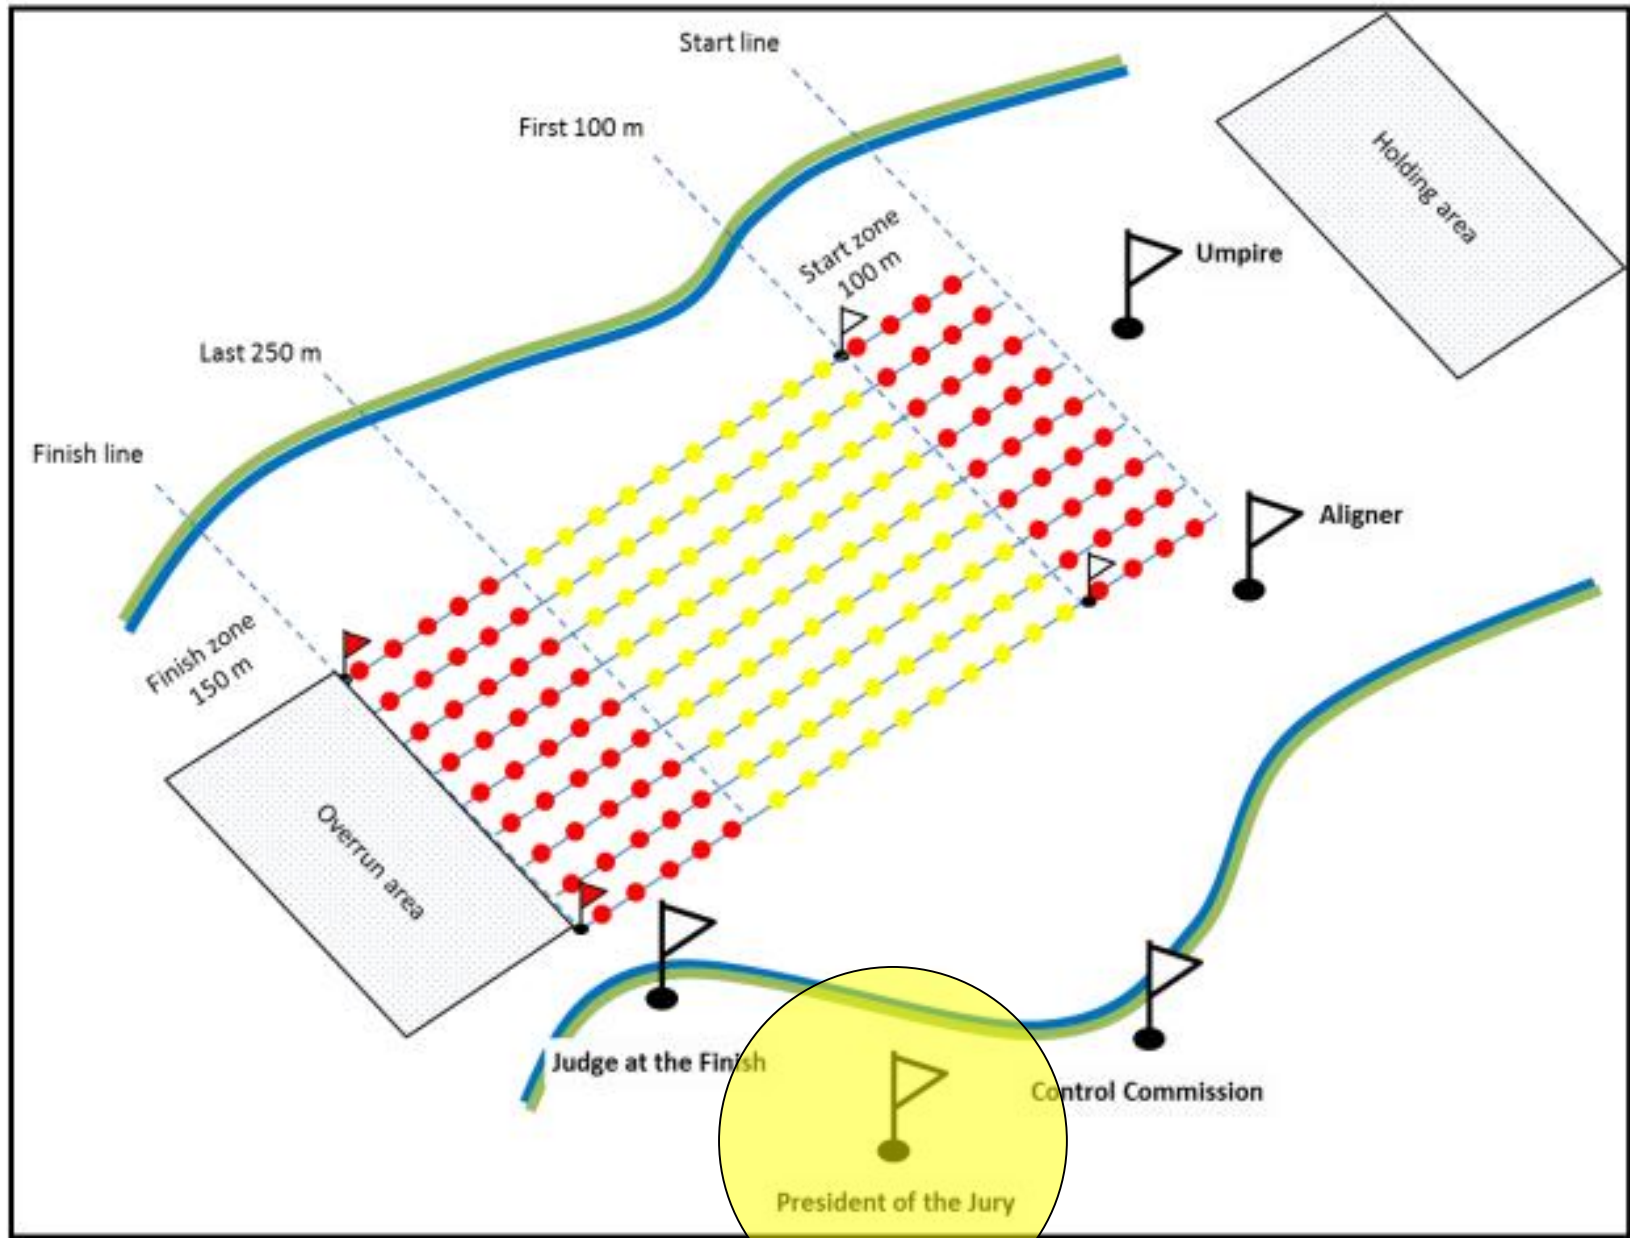 Start line
First 100 m
Holding area
Start zone
100 m
Umpire
Last 250 m
Finish line
Aligner
Finish zone
150 m
Overrun area
Judge at the Finish
Control Commission
President of the Jury